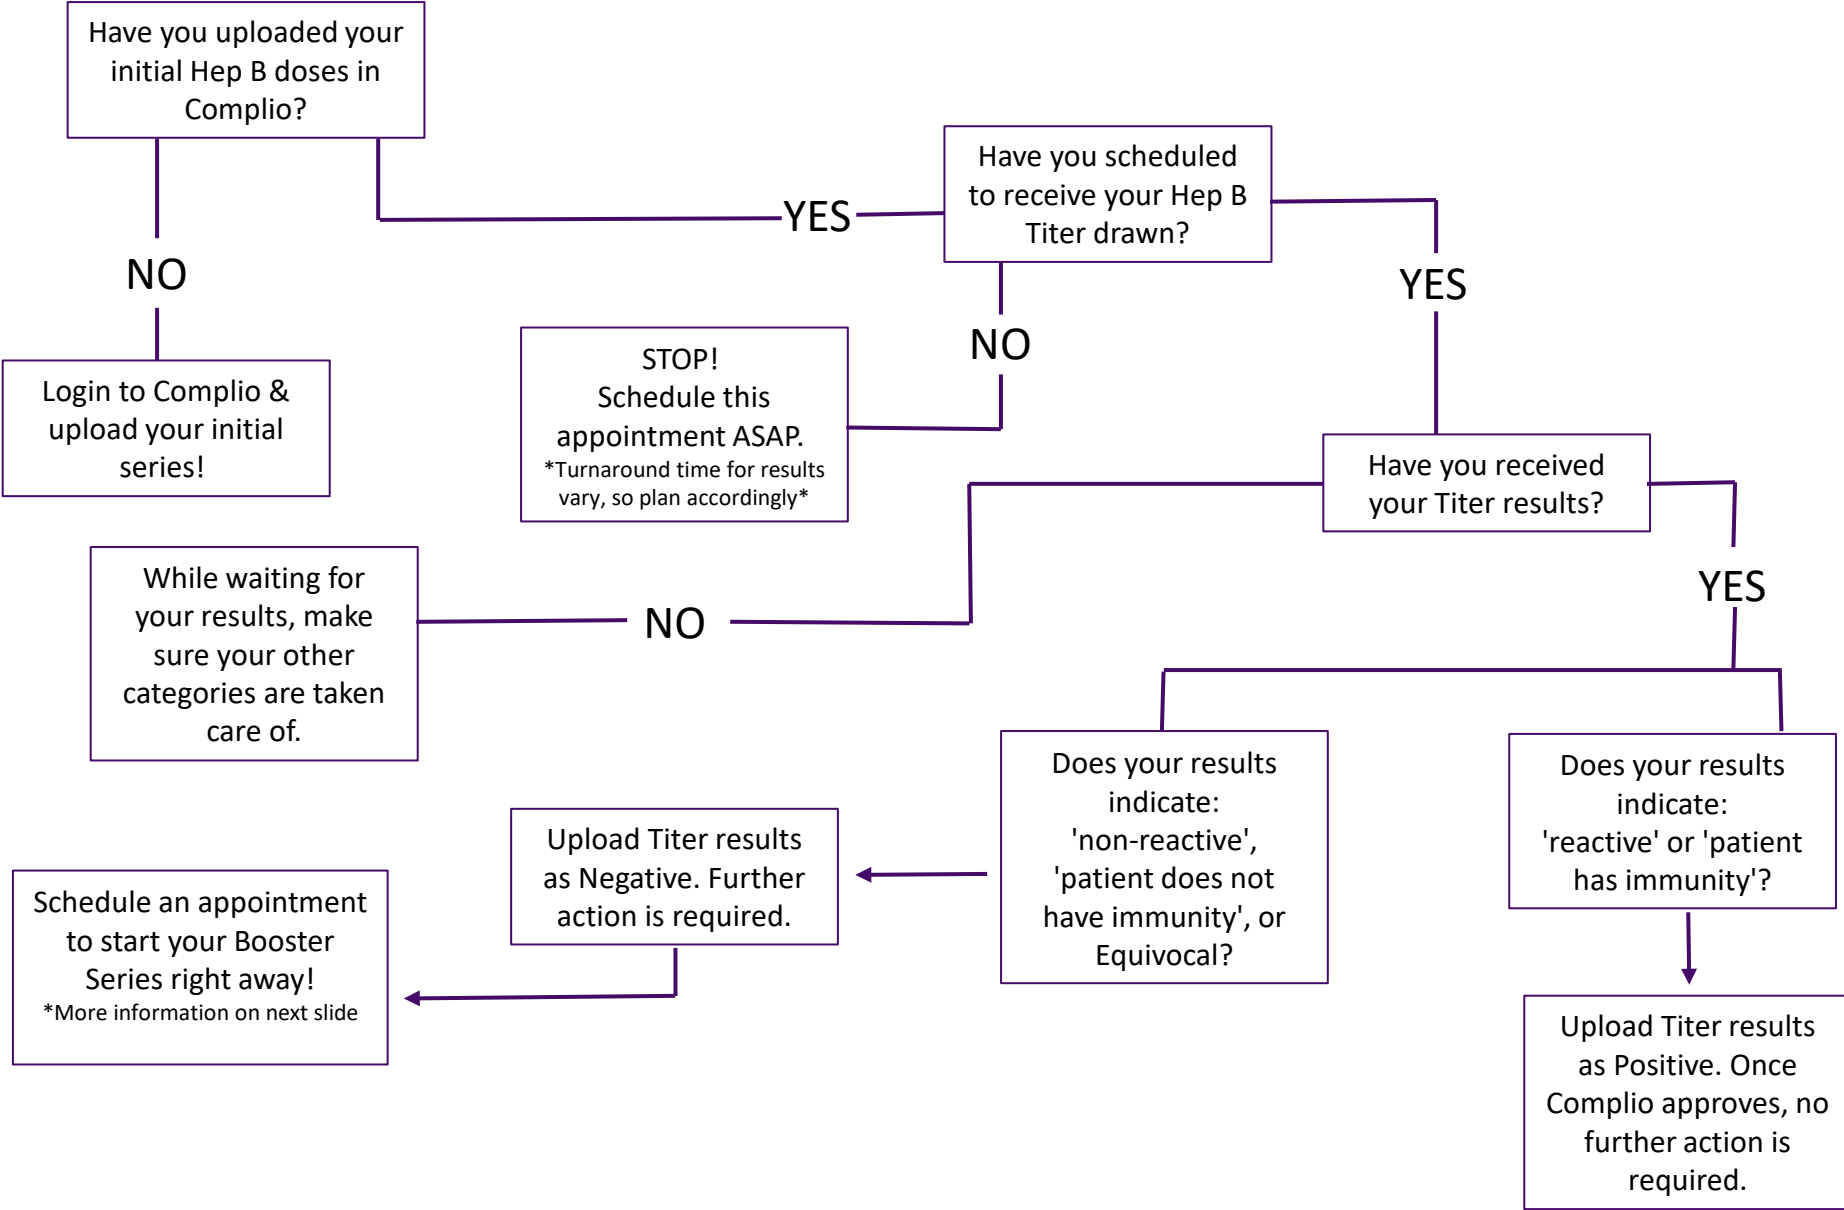 Have you uploaded your
initial Hep B doses in
Complio?
NO
Login to Complio &
upload your initial
series!
YES
Have you scheduled
to receive your Hep B
Titer drawn?
NO
STOP!
Schedule this
appointment ASAP.
*Turnaround time for results
vary, so plan accordingly*
YES
Have you received
your Titer results?
NO
While waiting for
your results, make
sure your other
categories are taken
care of.
YES
Does your results
indicate:
'non-reactive',
'patient does not
have immunity', or
Equivocal?
Upload Titer results
as Negative. Further
action is required.
Schedule an appointment
to start your Booster
Series right away!
*More information on next slide
Does your results
indicate:
'reactive' or 'patient
has immunity'?
Upload Titer results
as Positive. Once
Complio approves, no
further action is
required.